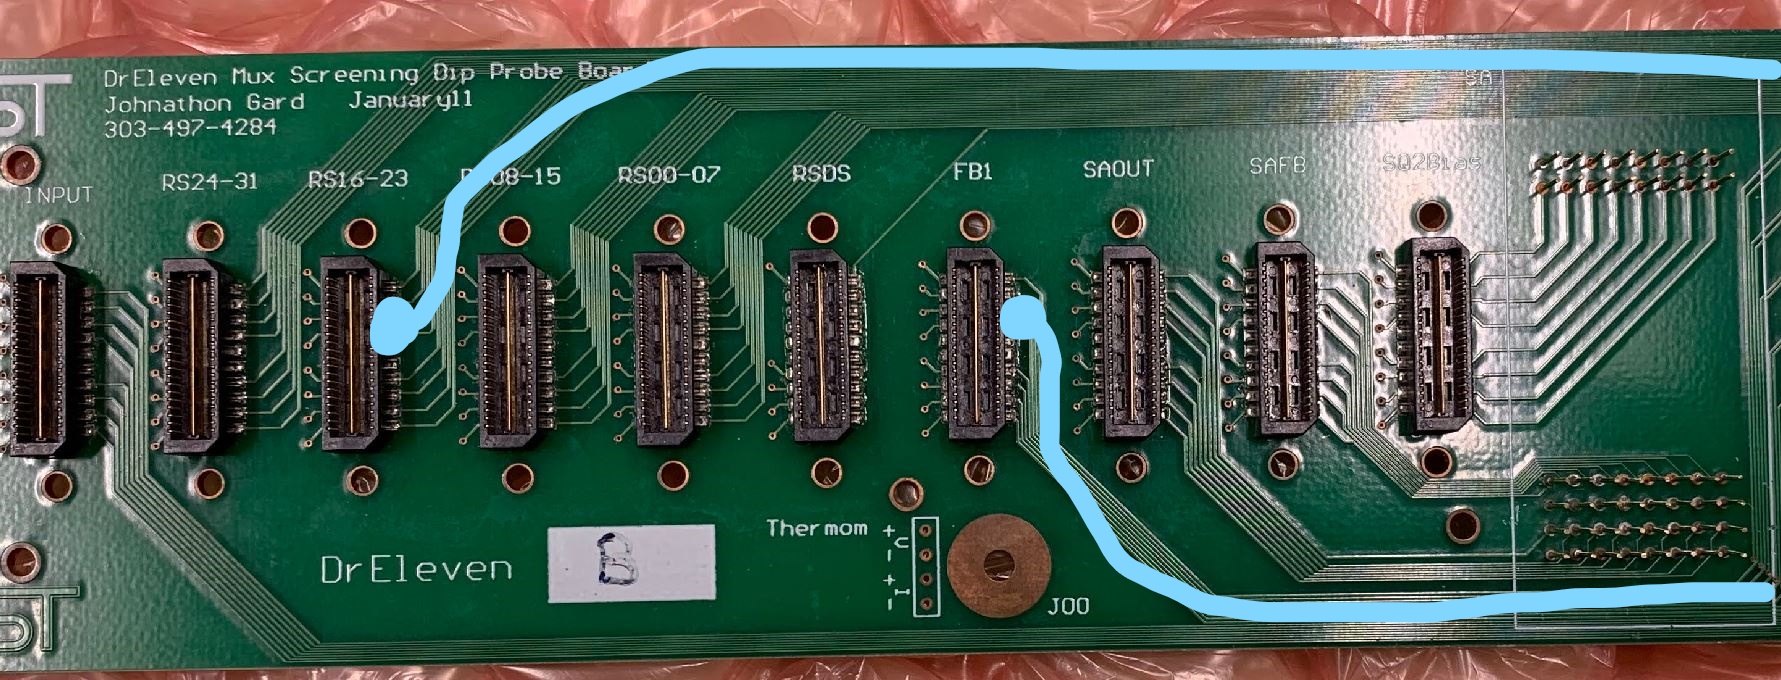 DrEleven Mux Screening Dip Probe
Johnathon Gard January11
303-497-4284
INPUT
RS24-31
RS16-23
RS00-07
RSDS
FB1
SAOUT
SAFB
SQ2Bias
SA
Thermom
+
V
-
+
I
-
J00
DrEleven
B